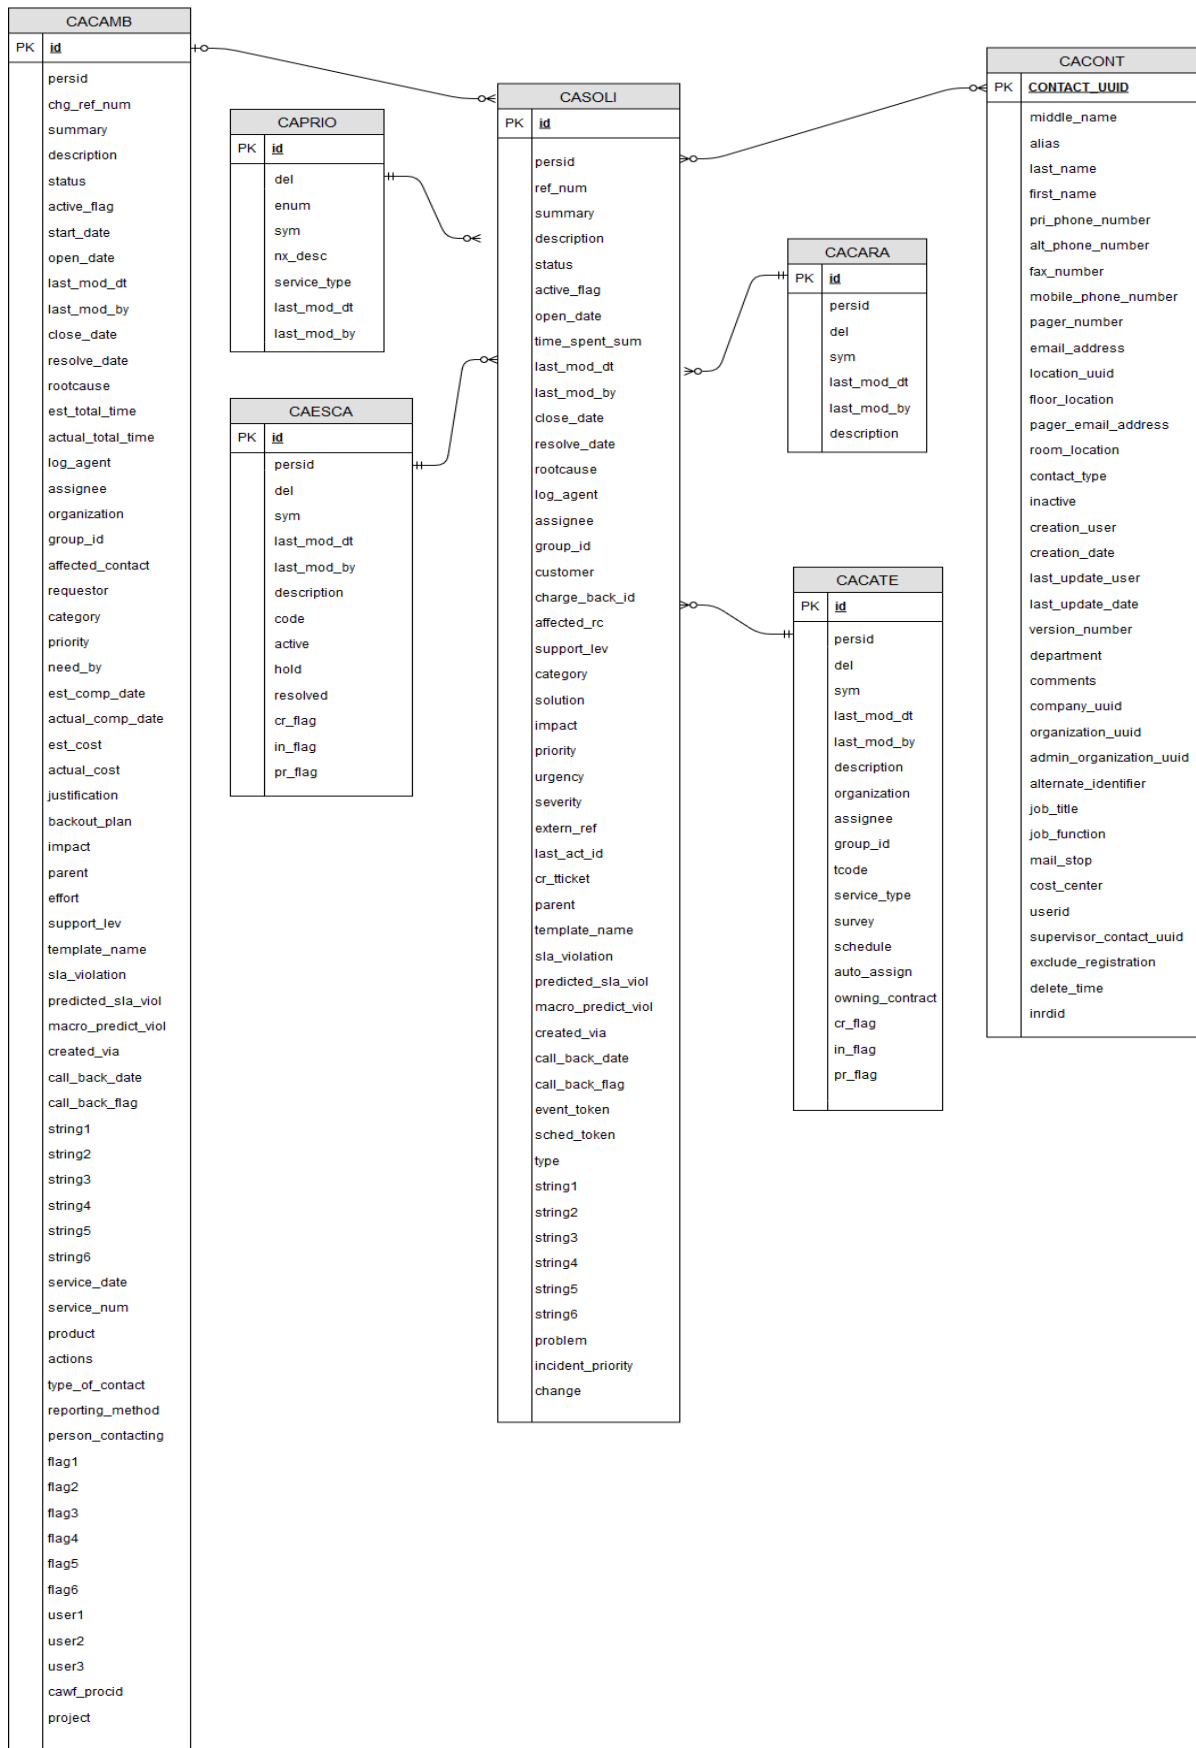 CACAMB
PK id
persid
chg_ref_num
summary
description
status
active_flag
start_date
open_date
last_mod_dt
last_mod_by
close_date
resolve_date
rootcause
est_total_time
actual_total_time
log_agent
assignee
organization
group_id
affected_contact
requestor
category
priority
need_by
est_comp_date
actual_comp_date
est_cost
actual_cost
justification
backout_plan
impact
parent
effort
support_lev
template_name
sla_violation
predicted_sla_viol
macro_predict_viol
created_via
call_back_date
call_back_flag
string1
string2
string3
string4
string5
string6
service_date
service_num
product
actions
type_of_contact
reporting_method
person_contacting
flag1
flag2
flag3
flag4
flag5
flag6
user1
user2
user3
cawf_procid
project
CAPRIO
PK id
del
enum
sym
nx_desc
service_type
last_mod_dt
last_mod_by
CAESCA
PK id
persid
del
sym
last_mod_dt
last_mod_by
description
code
active
hold
resolved
cr_flag
in_flag
pr_flag
CASOLI
PK id
persid
ref_num
summary
description
status
active_flag
open_date
time_spent_sum
last_mod_dt
last_mod_by
close_date
resolve_date
rootcause
log_agent
assignee
group_id
customer
charge_back_id
affected_rc
support_lev
category
solution
impact
priority
urgency
severity
extern_ref
last_act_id
cr_tticket
parent
template_name
sla_violation
predicted_sla_viol
macro_predict_viol
created_via
call_back_date
call_back_flag
event_token
sched_token
type
string1
string2
string3
string4
string5
string6
problem
incident_priority
change
CACARA
PK id
persid
del
sym
last_mod_dt
last_mod_by
description
CACATE
PK id
persid
del
sym
last_mod_dt
last_mod_by
description
organization
assignee
group_id
tcode
service_type
survey
schedule
auto_assign
owning_contract
cr_flag
in_flag
pr_flag
CACONT
PK CONTACT_UUID
middle_name
alias
last_name
first_name
pri_phone_number
alt_phone_number
fax_number
mobile_phone_number
pager_number
email_address
location_uuid
floor_location
pager_email_address
room_location
contact_type
inactive
creation_user
creation_date
last_update_user
last_update_date
version_number
department
comments
company_uuid
organization_uuid
admin_organization_uuid
alternate_identifier
job_title
job_function
mail_stop
cost_center
userid
supervisor_contact_uuid
exclude_registration
delete_time
inrdid